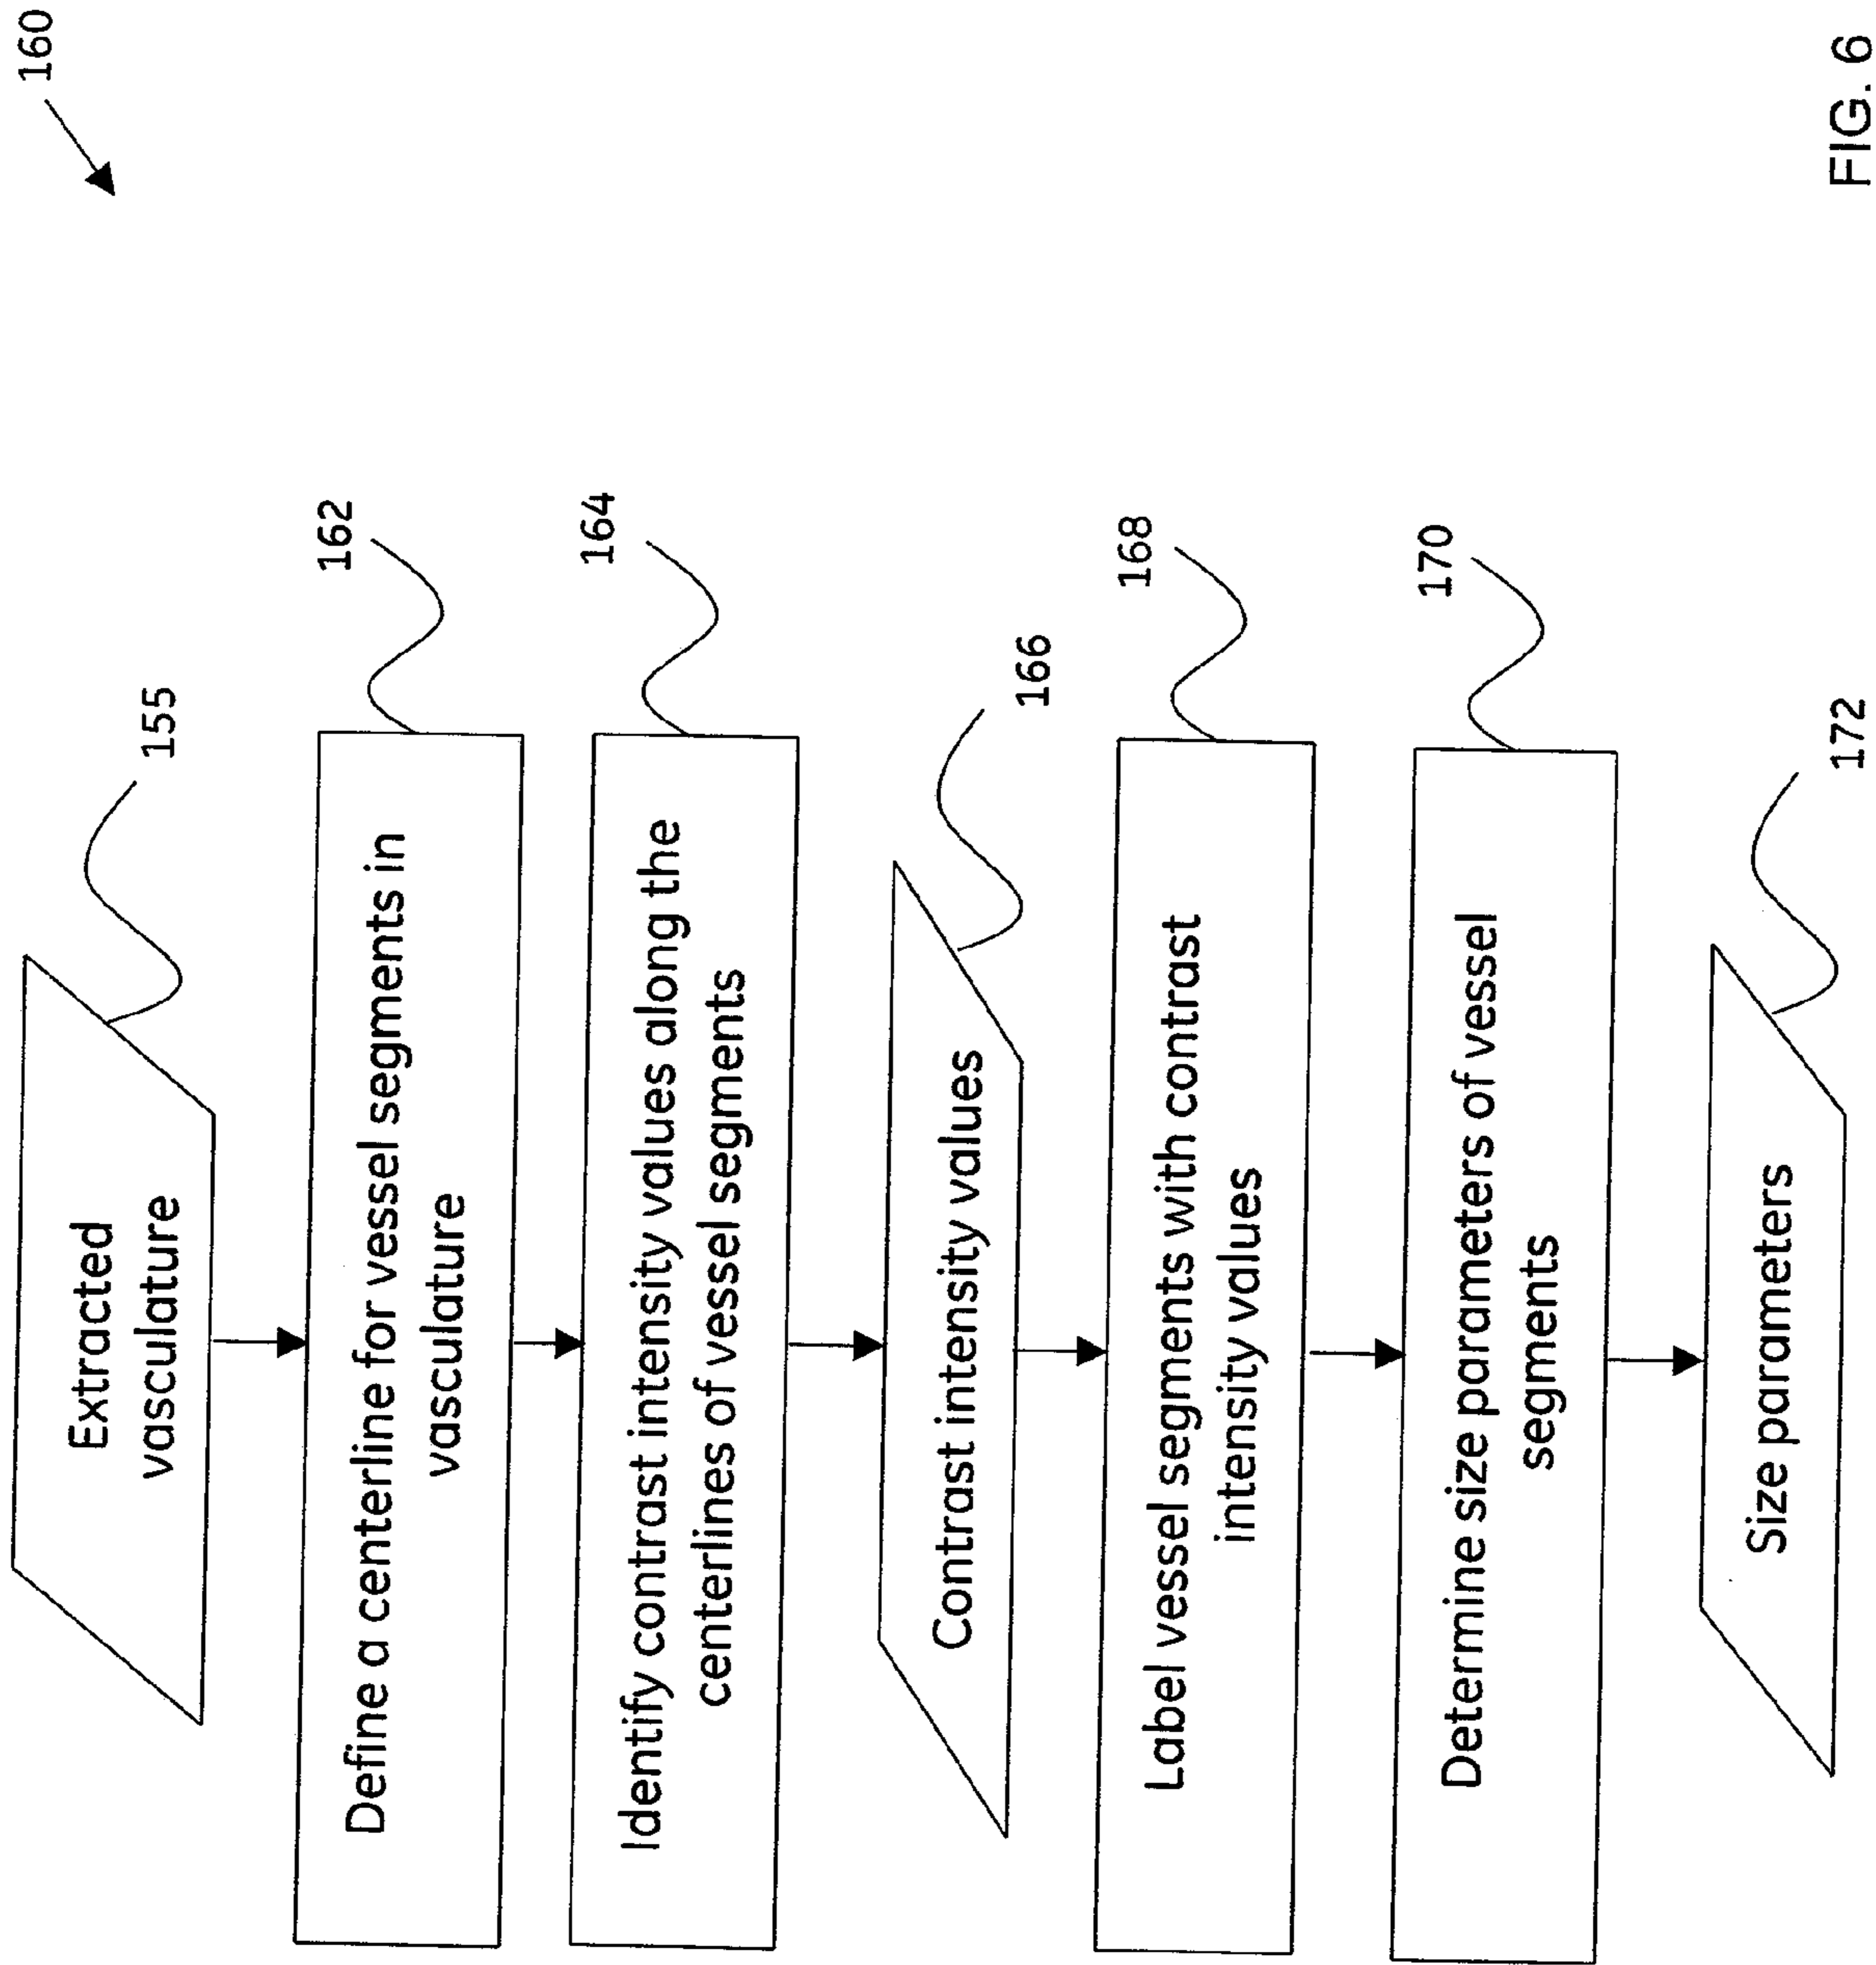 160
Extracted
vasculature
155
Define a centerline for vessel segments in
vasculature
162
Identify contrast intensity values along the
centerlines of vessel segments
164
Contrast intensity values
166
Label vessel segments with contrast
intensity values
168
Determine size parameters of vessel
segments
170
Size parameters
172
FIG. 6